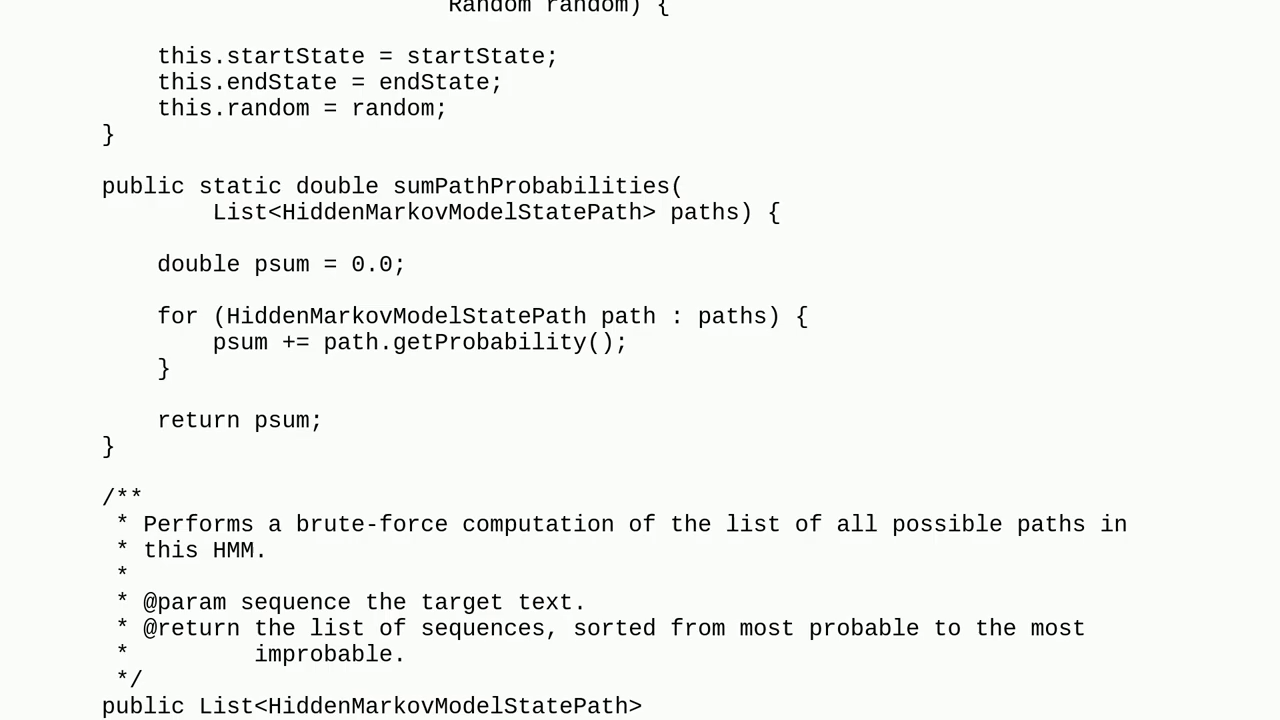 Random random) {
this.startState = startState;
this.endState = endState;
this.random = random;
}
public static double sumPathProbabilities(
List<HiddenMarkovModelStatePath> paths) {
double psum = 0.0;
for (HiddenMarkovModelStatePath path : paths) {
psum += path.getProbability();
}
return psum;
}
/**
* Performs a brute-force computation of the list of all possible paths in
* this HMM.
*
* @param sequence the target text.
* @return the list of sequences, sorted from most probable to the most
* improbable.
*/
public List<HiddenMarkovModelStatePath>